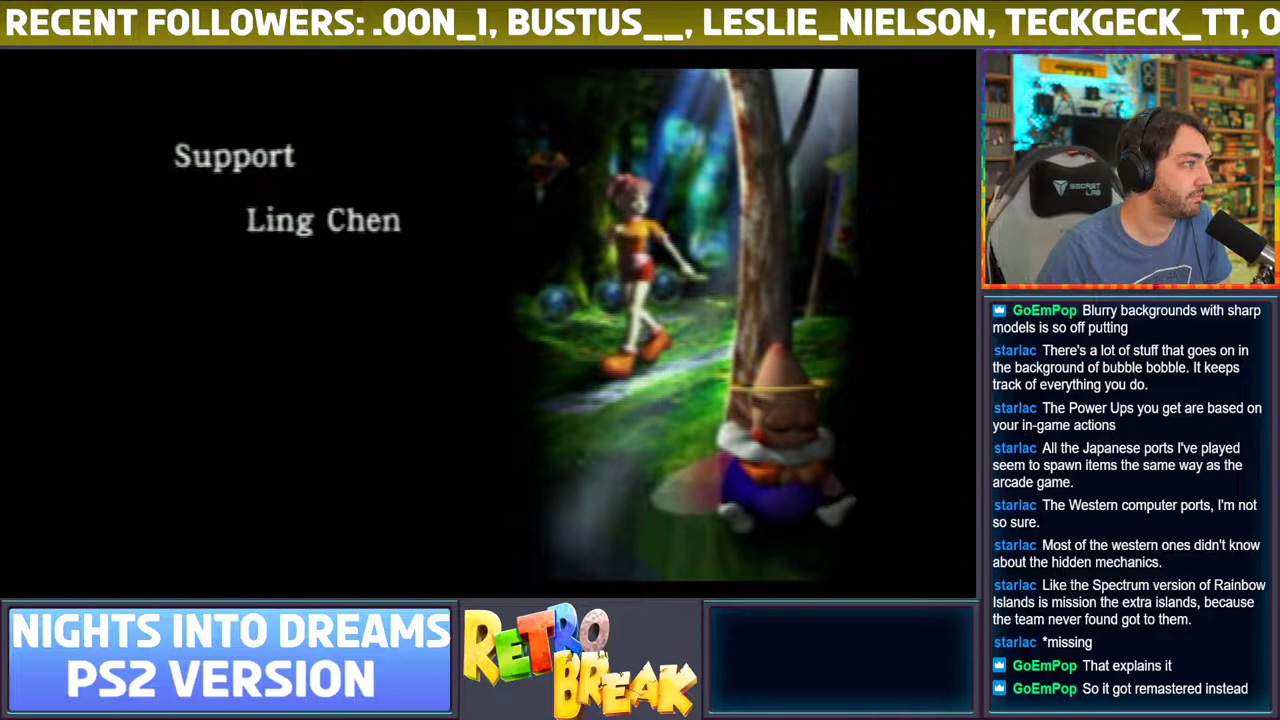 RECENT FOLLOWERS: .OON_1, BUSTUS__, LESLIE_NIELSON, TECKGECK_TT, O
Support
Ling Chen
SECRET LAB
GoEmPop Blurry backgrounds with sharp
models is so off putting
starlac There's a lot of stuff that goes on in
the background of bubble bobble. It keeps
track of everything you do.
starlac The Power Ups you get are based on
your in-game actions
starlac All the Japanese ports I've played
seem to spawn items the same way as the
arcade game.
starlac The Western computer ports, I'm not
so sure.
starlac Most of the western ones didn't know
about the hidden mechanics.
starlac Like the Spectrum version of Rainbow
Islands is mission the extra islands, because
the team never found got to them.
starlac *missing
GoEmPop That explains it
GoEmPop So it got remastered instead
NIGHTS INTO DREAMS
PS2 VERSION
RETRO
BREAK